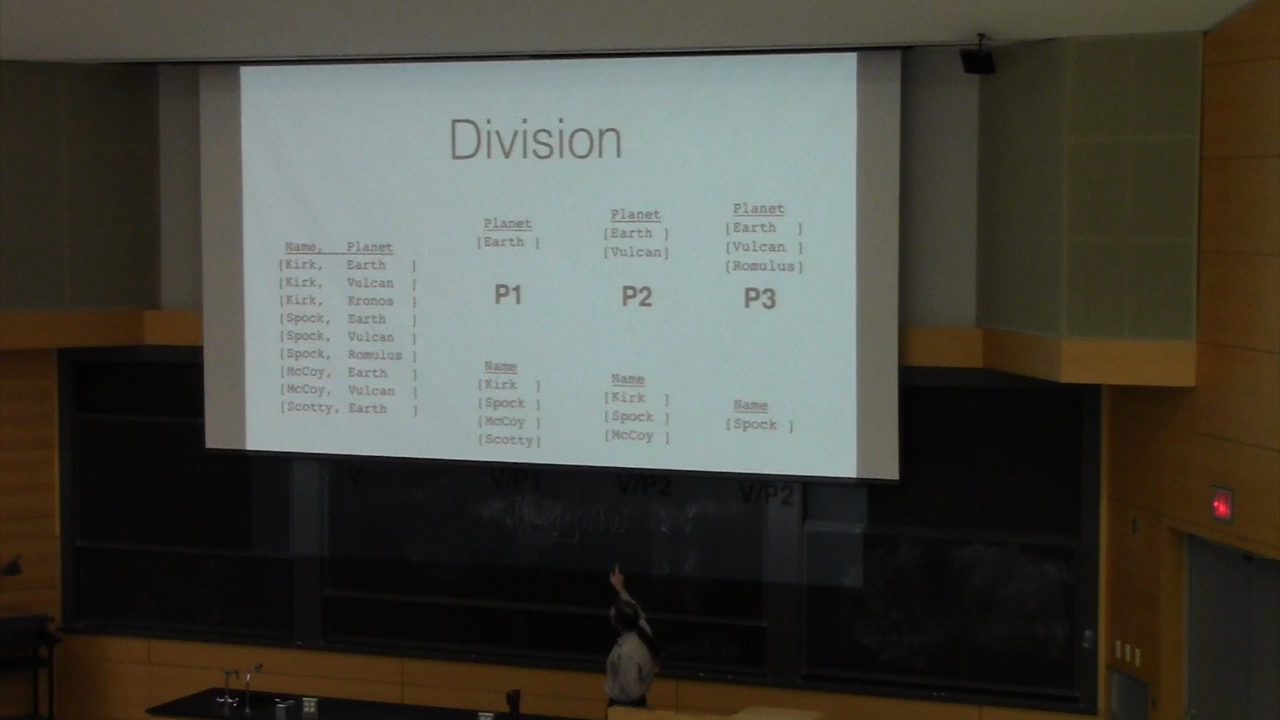 Division
Name, Planet
[Kirk, Earth ]
[Kirk, Vulcan ]
[Kirk, Kronos ]
[Spock, Earth ]
[Spock, Vulcan ]
[Spock, Romulus ]
[McCoy, Earth ]
[McCoy, Vulcan ]
[Scotty, Earth ]
V
Planet
[Earth ]
P1
Name
[Kirk ]
[Spock ]
[McCoy ]
[Scotty]
V/P1
Planet
[Earth ]
[Vulcan]
P2
Name
[Kirk ]
[Spock ]
[McCoy ]
V/P2
Planet
[Earth ]
[Vulcan ]
[Romulus]
P3
Name
[Spock ]
V/P2